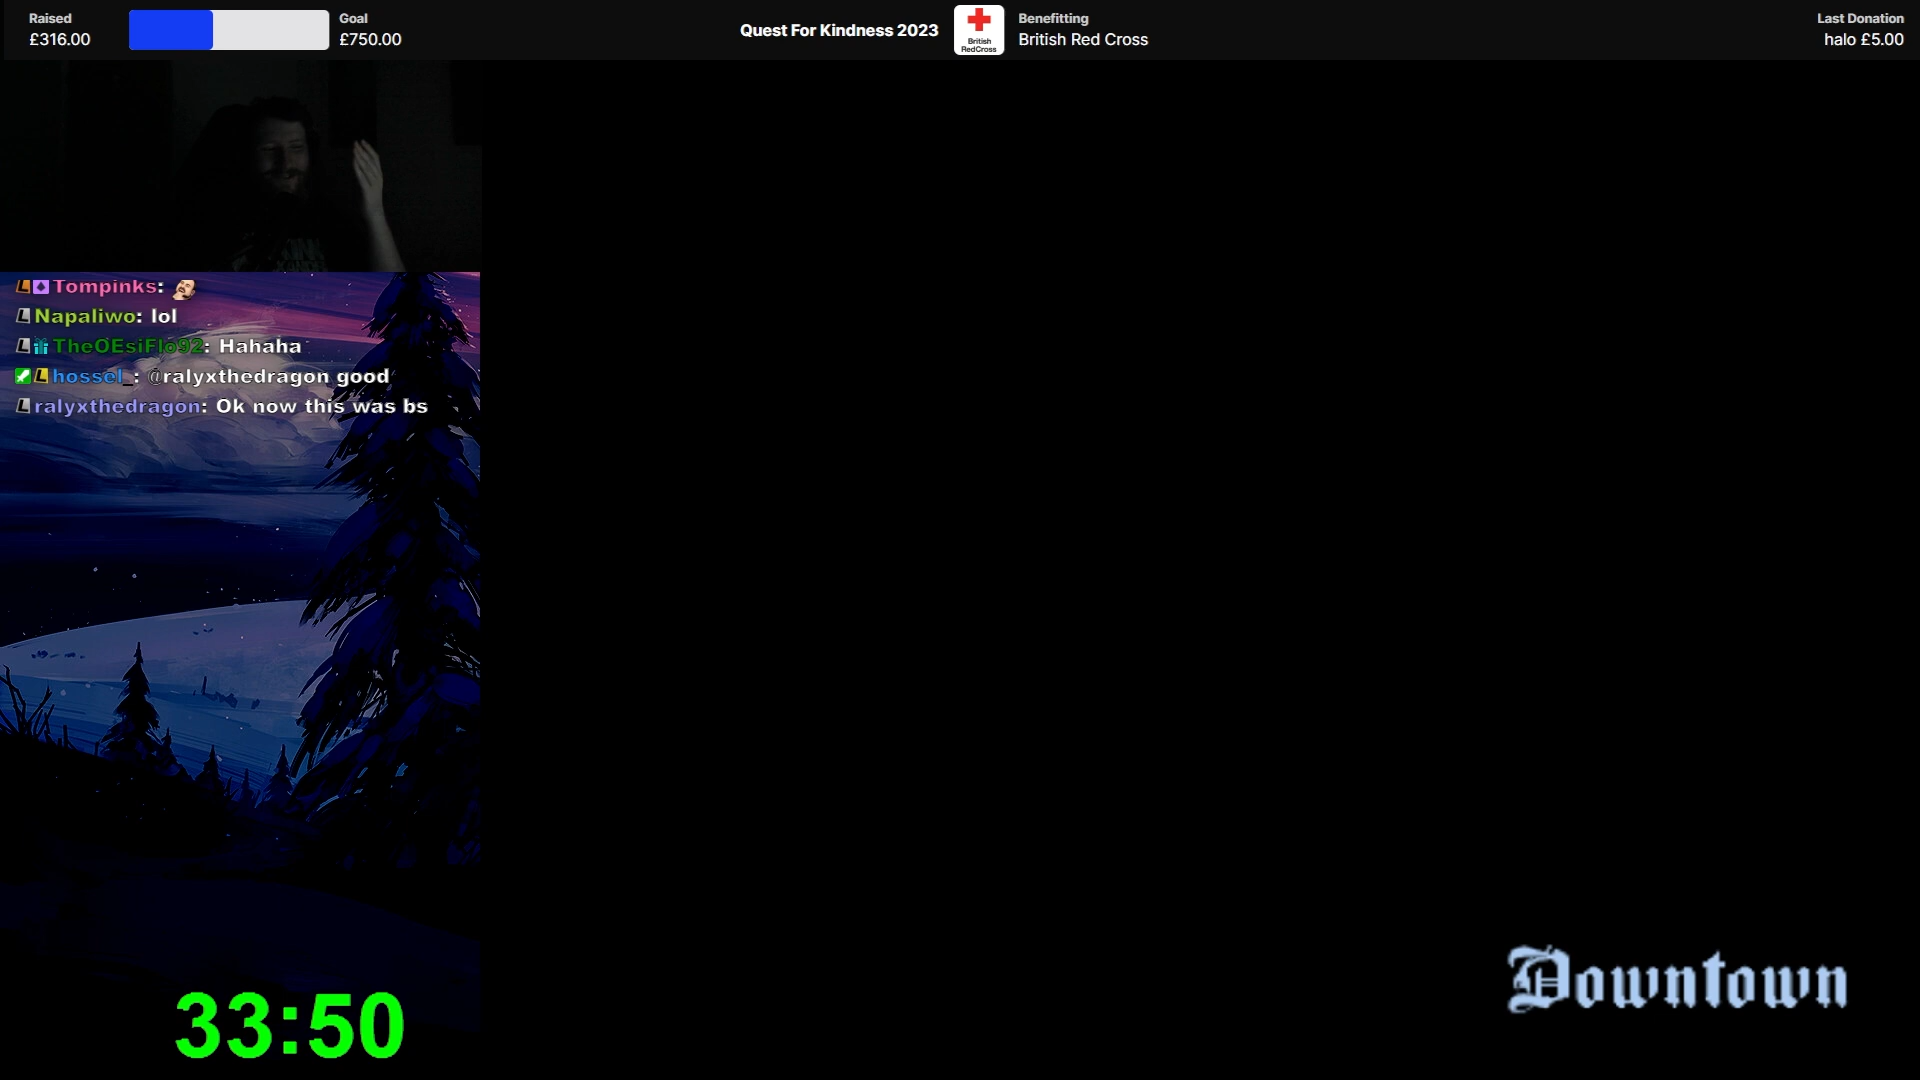 Raised
£316.00
Goal
£750.00
Quest For Kindness 2023
British
RedCross
Benefitting
British Red Cross
Last Donation
halo £5.00
Tompinks:
Napaliwo: lol
TheOEsiFlo92: Hahaha
hossel_: @ralyxthedragon good
ralyxthedragon: Ok now this was bs
33:50
Downtown